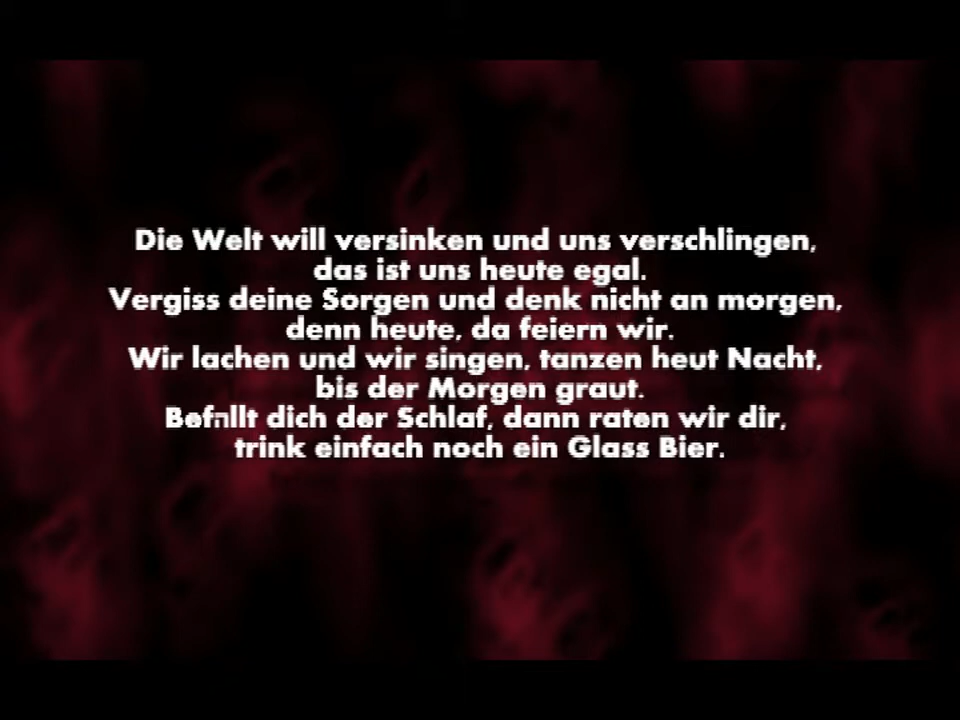 Die Welt will versinken und uns verschlingen,
das ist uns heute egal.
Vergiss deine Sorgen und denk nicht an morgen,
denn heute, da feiern wir.
Wir lachen und wir singen, tanzen heut Nacht,
bis der Morgen graut.
dich der Schlaf, dann raten wir dir,
trink einfach noch ein Glass Bier.